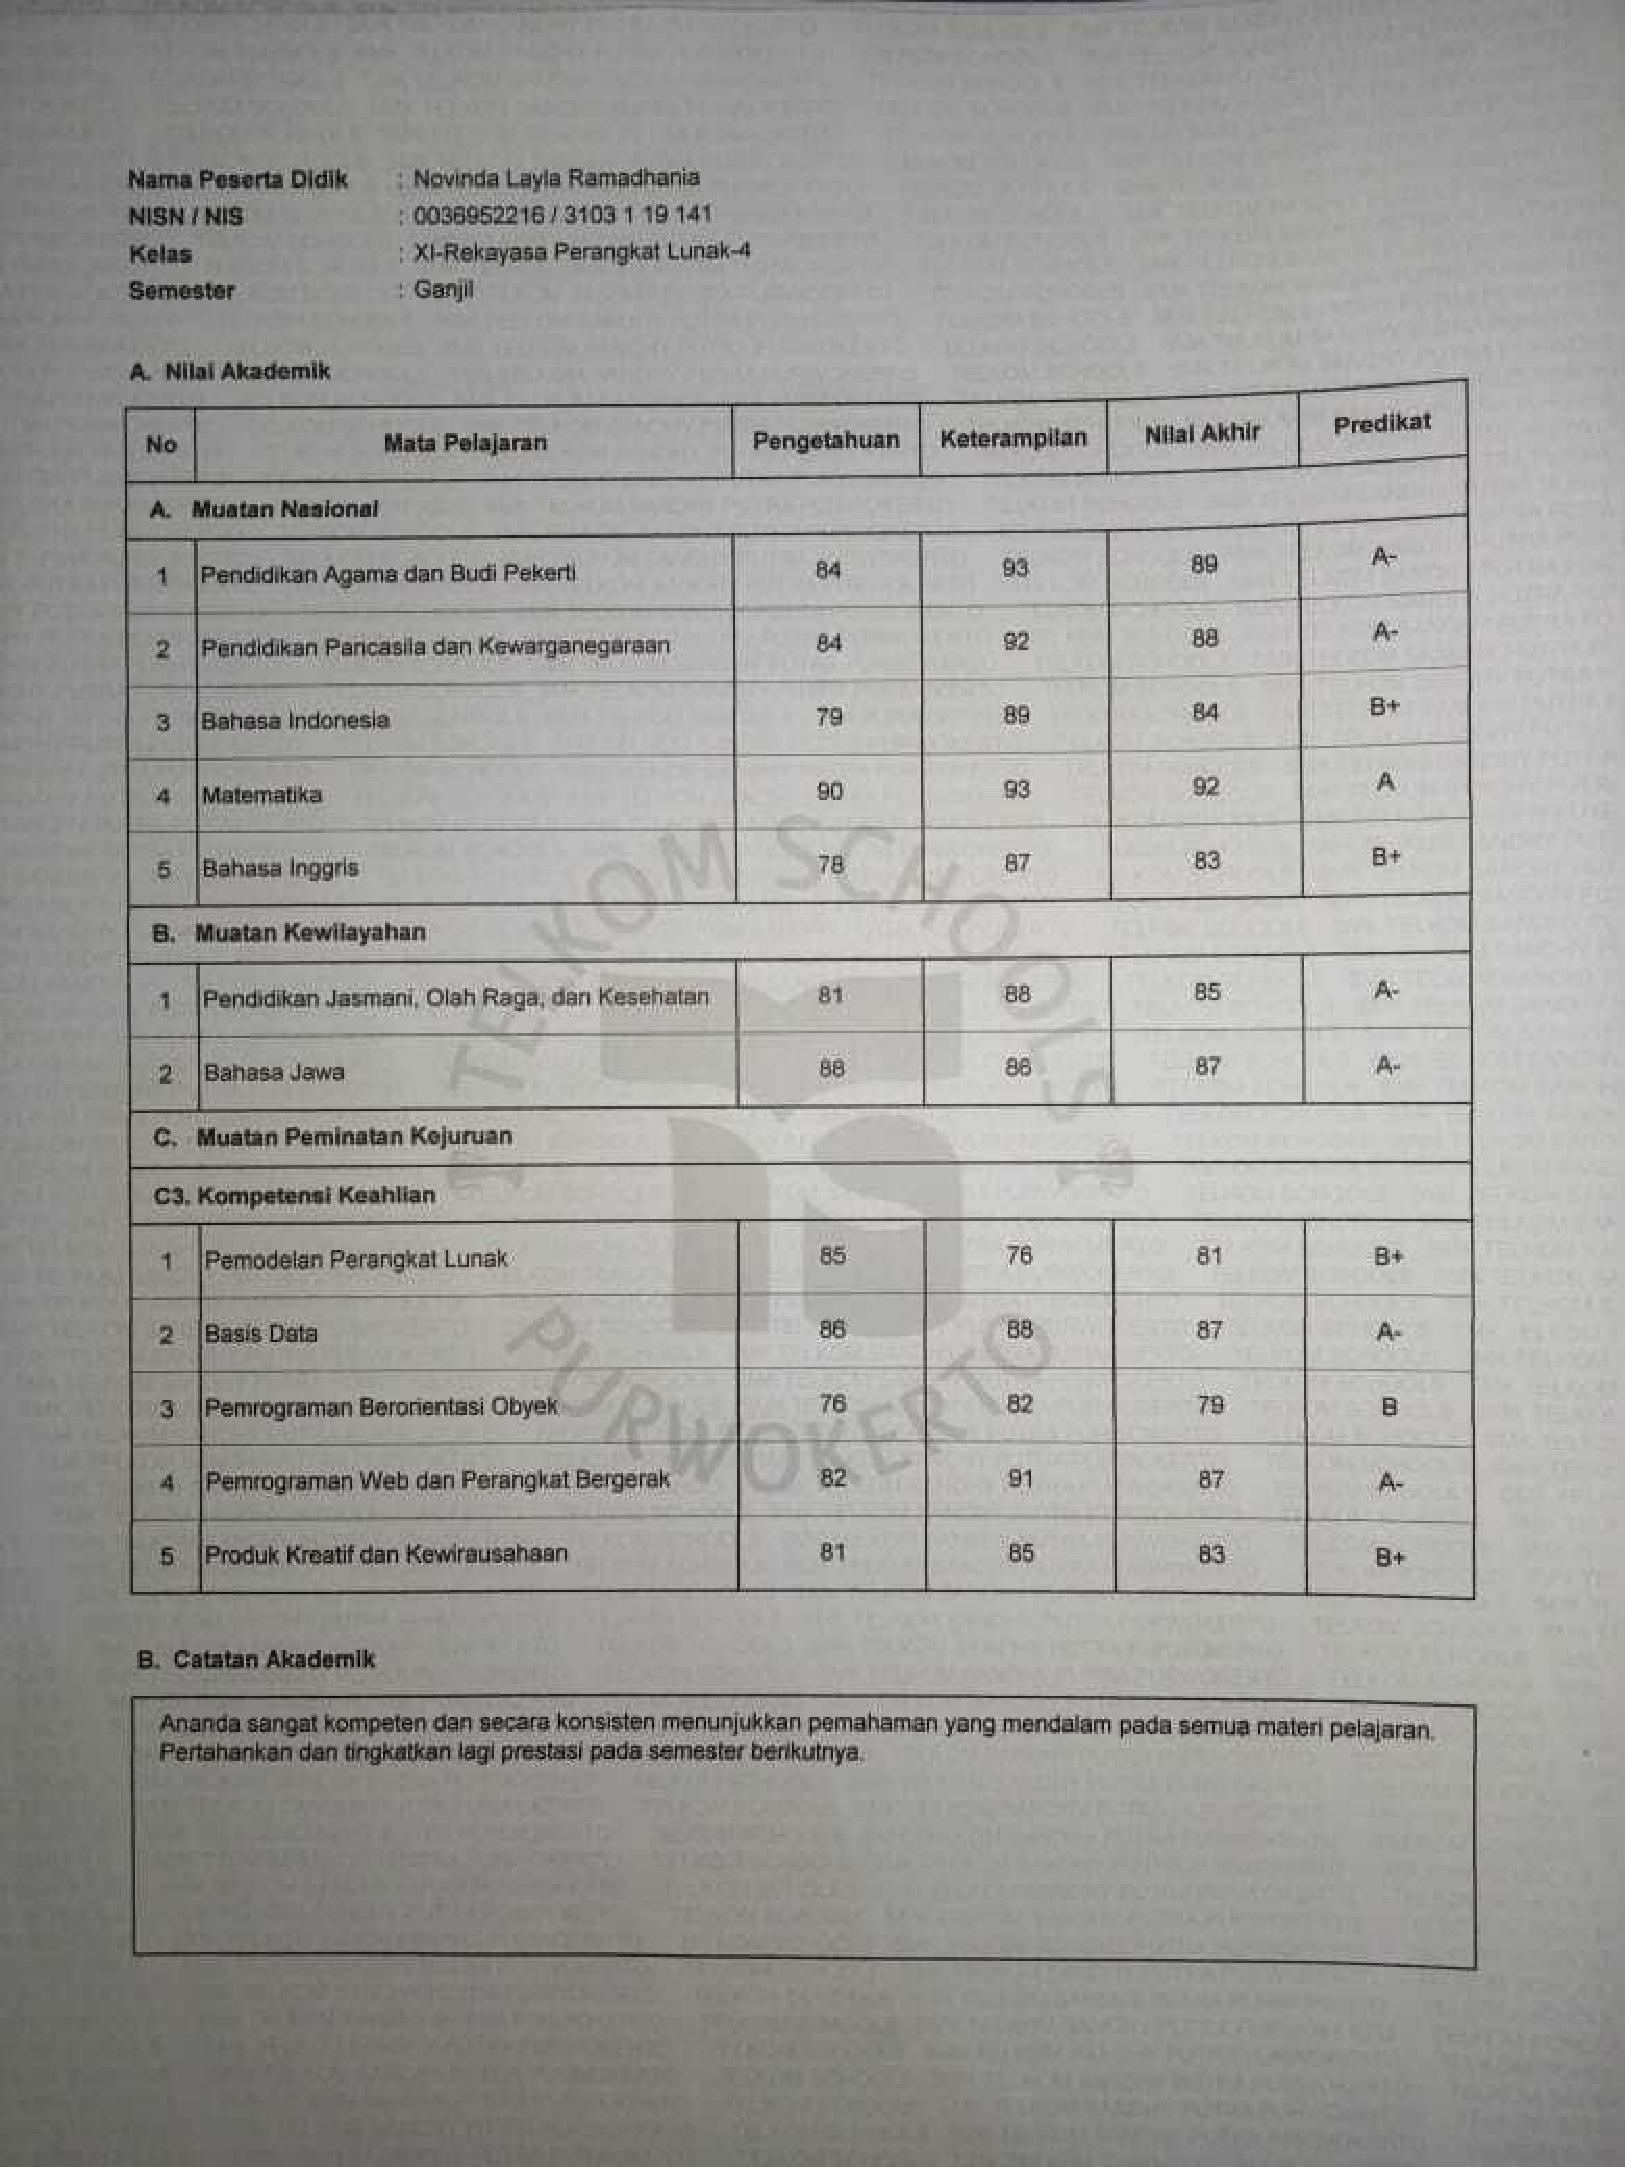 Nama Peserta Didik : Novinda Layla Ramadhania
NISN / NIS : 0036952216 / 3103 1 19 141
Kelas : XI-Rekayasa Perangkat Lunak-4
Semester : Ganjil
A. Nilai Akademik
No Mata Pelajaran Pengetahuan Keterampilan Nilai Akhir Predikat
A. Muatan Nasional
1 Pendidikan Agama dan Budi Pekerti 84 93 89 A-
2 Pendidikan Pancasila dan Kewarganegaraan 84 92 88 A-
3 Bahasa Indonesia 79 89 84 B+
4 Matematika 90 93 92 A
5 Bahasa Inggris 78 87 83 B+
B. Muatan Kewilayahan
1 Pendidikan Jasmani, Olah Raga, dan Kesehatan 81 88 85 A-
2 Bahasa Jawa 88 86 87 A-
C. Muatan Peminatan Kejuruan
C3. Kompetensi Keahlian
1 Pemodelan Perangkat Lunak 85 76 81 B+
2 Basis Data 86 88 87 A-
3 Pemrograman Berorientasi Obyek 76 82 79 B
4 Pemrograman Web dan Perangkat Bergerak 82 91 87 A-
5 Produk Kreatif dan Kewirausahaan 81 85 83 B+
TELKOM SCHOOLS
PURWOKERTO
B. Catatan Akademik
Ananda sangat kompeten dan secara konsisten menunjukkan pemahaman yang mendalam pada semua materi pelajaran.
Pertahankan dan tingkatkan lagi prestasi pada semester berikutnya.